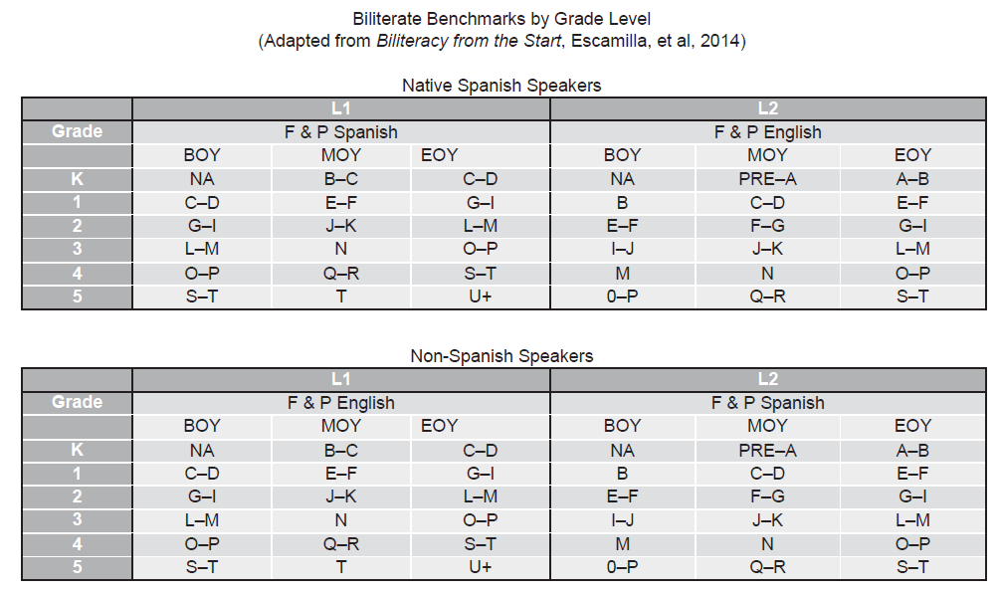 Biliterate Benchmarks by Grade Level
(Adapted from Biliteracy from the Start, Escamilla, et al, 2014)
Native Spanish Speakers
L1 L2
Grade F & P Spanish F & P English
BOY MOY EOY BOY MOY EOY
K NA B–C C–D NA PRE–A A–B
1 C–D E–F G–I B C–D E–F
2 G–I J–K L–M E–F F–G G–I
3 L–M N O–P I–J J–K L–M
4 O–P Q–R S–T M N O–P
5 S–T T U+ 0–P Q–R S–T
Non-Spanish Speakers
L1 L2
Grade F & P English F & P Spanish
BOY MOY EOY BOY MOY EOY
K NA B–C C–D NA PRE–A A–B
1 C–D E–F G–I B C–D E–F
2 G–I J–K L–M E–F F–G G–I
3 L–M N O–P I–J J–K L–M
4 O–P Q–R S–T M N O–P
5 S–T T U+ 0–P Q–R S–T